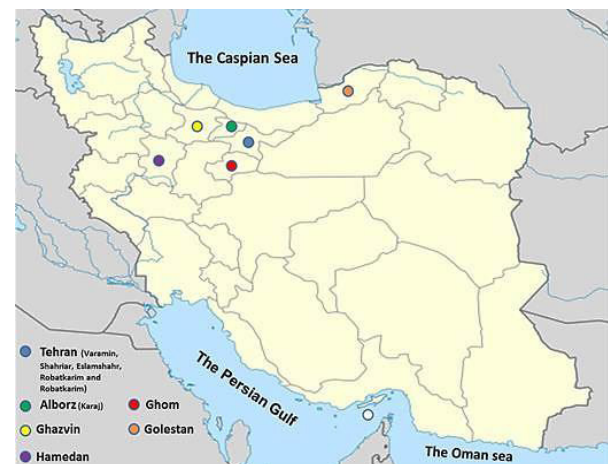 The Caspian Sea
Tehran (Varamin,
Shahriar, Eslamshahr,
Robatkarim and
Robatkarim)
Alborz (Karaj)
Ghom
Ghazvin
Golestan
Hamedan
The Persian Gulf
The Oman sea